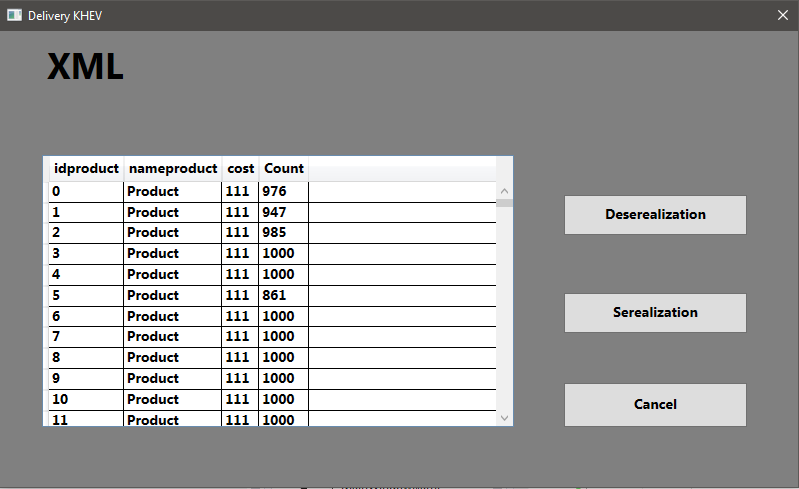 Delivery KHEV
XML
idproduct nameproduct cost Count
0 Product 111 976
1 Product 111 947
2 Product 111 985
3 Product 111 1000
4 Product 111 1000
5 Product 111 861
6 Product 111 1000
7 Product 111 1000
8 Product 111 1000
9 Product 111 1000
10 Product 111 1000
11 Product 111 1000
Deserealization
Serealization
Cancel